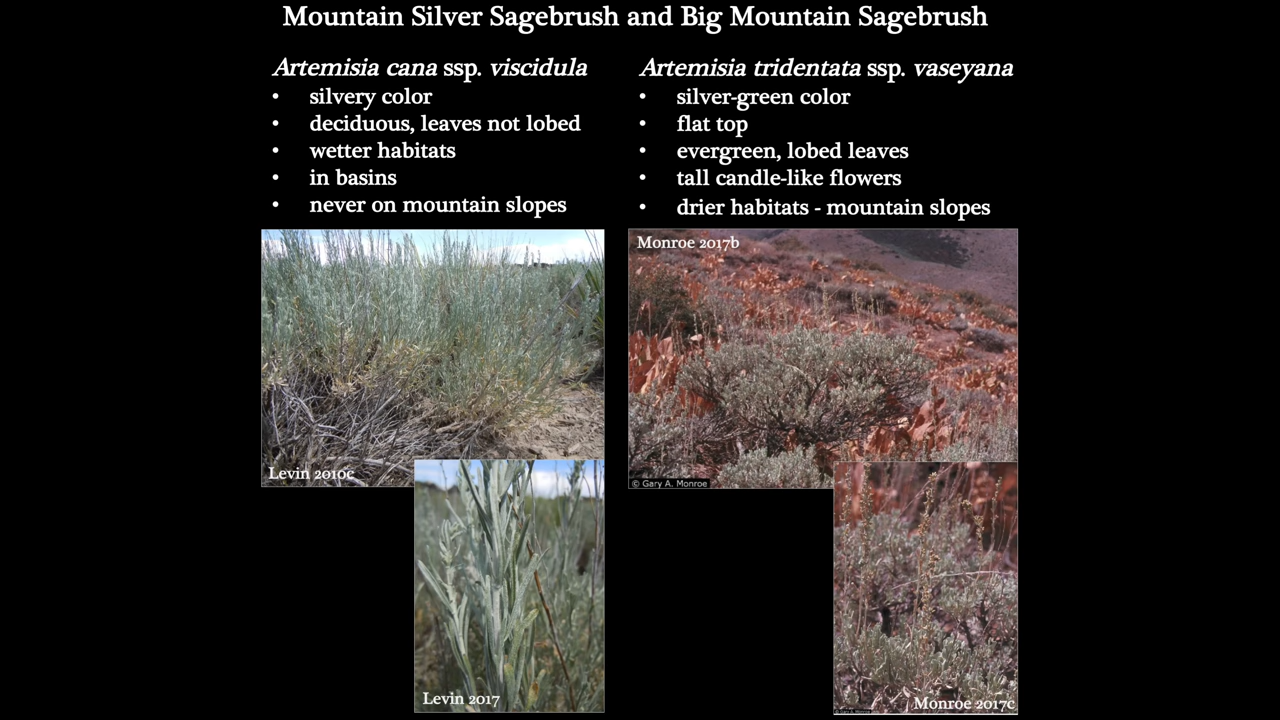 Mountain Silver Sagebrush and Big Mountain Sagebrush
Artemisia cana ssp. viscidula
• silvery color
• deciduous, leaves not lobed
• wetter habitats
• in basins
• never on mountain slopes
Artemisia tridentata ssp. vaseyana
• silver-green color
• flat top
• evergreen, lobed leaves
• tall candle-like flowers
• drier habitats - mountain slopes
Levin 2010c
Levin 2017
Monroe 2017b
© Gary A. Monroe
Monroe 2017c